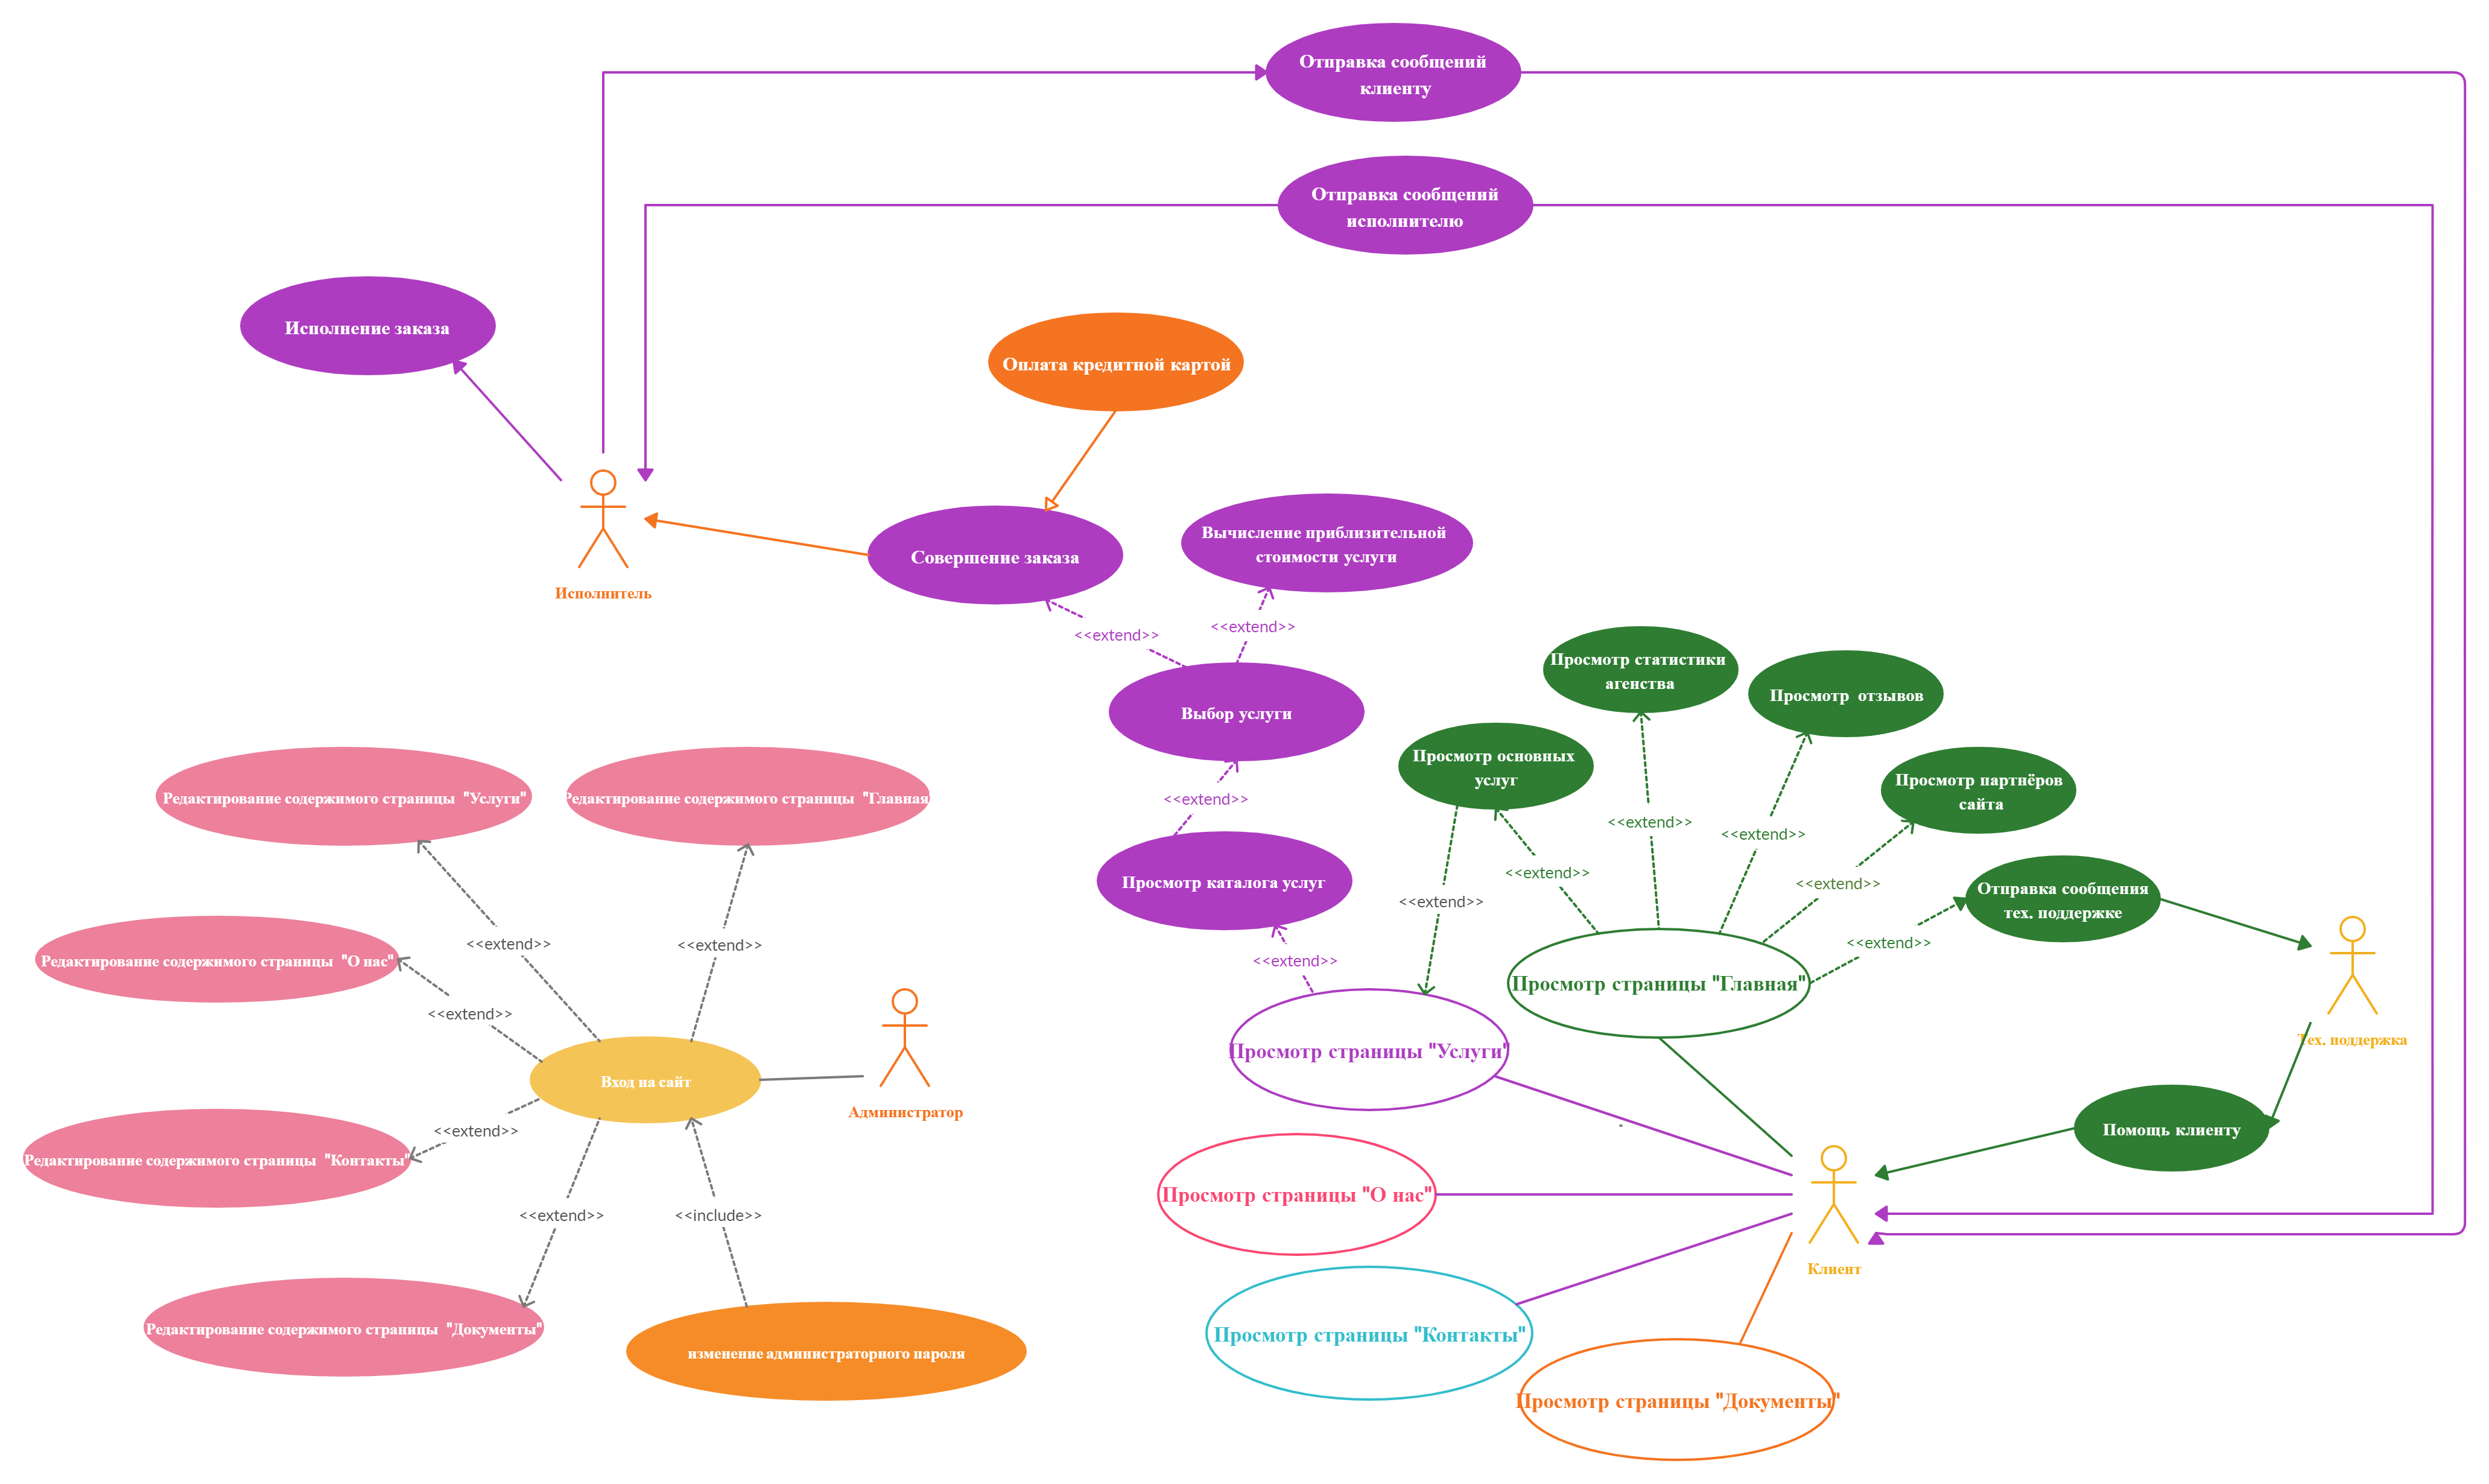 Отправка сообщений
клиенту
Отправка сообщений
исполнителю
Исполнение заказа
Оплата кредитной картой
Исполнитель
Совершение заказа
Вычисление приблизительной
стоимости услуги
<<extend>>
<<extend>>
Выбор услуги
Просмотр статистики
агенства
Просмотр  отзывов
Просмотр основных
услуг
Просмотр партнёров
сайта
Редактирование содержимого страницы  "Услуги"
Редактирование содержимого страницы  "Главная
<<extend>>
<<extend>>
<<extend>>
<<extend>>
<<extend>>
<<extend>>
Просмотр каталога услуг
Отправка сообщения
тех. поддержке
<<extend>>
<<extend>>
<<extend>>
<<extend>>
<<extend>>
Редактирование содержимого страницы  "О нас"
Просмотр страницы "Главная"
<<extend>>
Тех. поддержка
Просмотр страницы "Услуги"
Вход на сайт
Администратор
<<extend>>
Помощь клиенту
Редактирование содержимого страницы  "Контакты"
Просмотр страницы "О нас"
<<extend>>
<<include>>
Клиент
Редактирование содержимого страницы  "Документы"
Просмотр страницы "Контакты"
изменение администраторного пароля
Просмотр страницы "Документы"